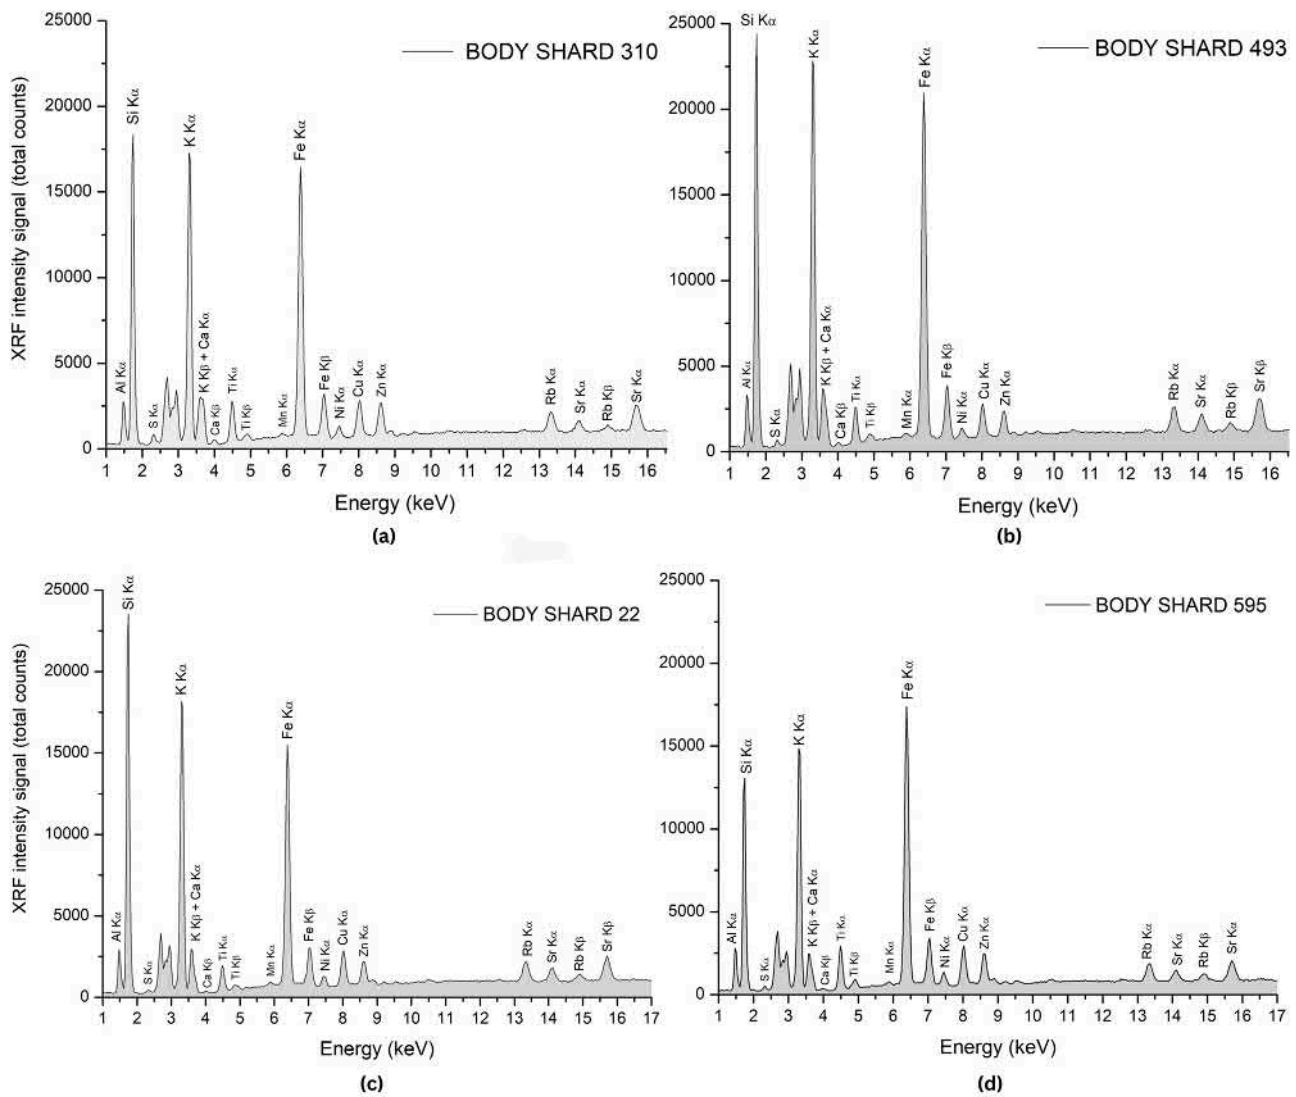 25000
20000
15000
10000
5000
0
XRF intensity signal (total counts)
BODY SHARD 310
Al Kα
Si Kα
S Kα
K Kα
K Kβ + Ca Kα
Ca Kβ
Ti Kα
Ti Kβ
Mn Kα
Fe Kα
Fe Kβ
Ni Kα
Cu Kα
Zn Kα
Rb Kα
Sr Kα
Rb Kβ
Sr Kα
1 2 3 4 5 6 7 8 9 10 11 12 13 14 15 16
Energy (keV)
(a)
25000
20000
15000
10000
5000
0
BODY SHARD 493
Al Kα
Si Kα
S Kα
K Kα
K Kβ + Ca Kα
Ca Kβ
Ti Kα
Ti Kβ
Mn Kα
Fe Kα
Fe Kβ
Ni Kα
Cu Kα
Zn Kα
Rb Kα
Sr Kα
Rb Kβ
Sr Kβ
1 2 3 4 5 6 7 8 9 10 11 12 13 14 15 16
Energy (keV)
(b)
25000
20000
15000
10000
5000
0
XRF intensity signal (total counts)
BODY SHARD 22
Al Kα
Si Kα
S Kα
K Kα
K Kβ + Ca Kα
Ca Kβ
Ti Kα
Ti Kβ
Mn Kα
Fe Kα
Fe Kβ
Ni Kα
Cu Kα
Zn Kα
Rb Kα
Sr Kα
Rb Kβ
Sr Kβ
1 2 3 4 5 6 7 8 9 10 11 12 13 14 15 16 17
Energy (keV)
(c)
25000
20000
15000
10000
5000
0
BODY SHARD 595
Al Kα
Si Kα
S Kα
K Kα
K Kβ + Ca Kα
Ca Kβ
Ti Kα
Ti Kβ
Mn Kα
Fe Kα
Fe Kβ
Ni Kα
Cu Kα
Zn Kα
Rb Kα
Sr Kα
Rb Kβ
Sr Kα
1 2 3 4 5 6 7 8 9 10 11 12 13 14 15 16 17
Energy (keV)
(d)